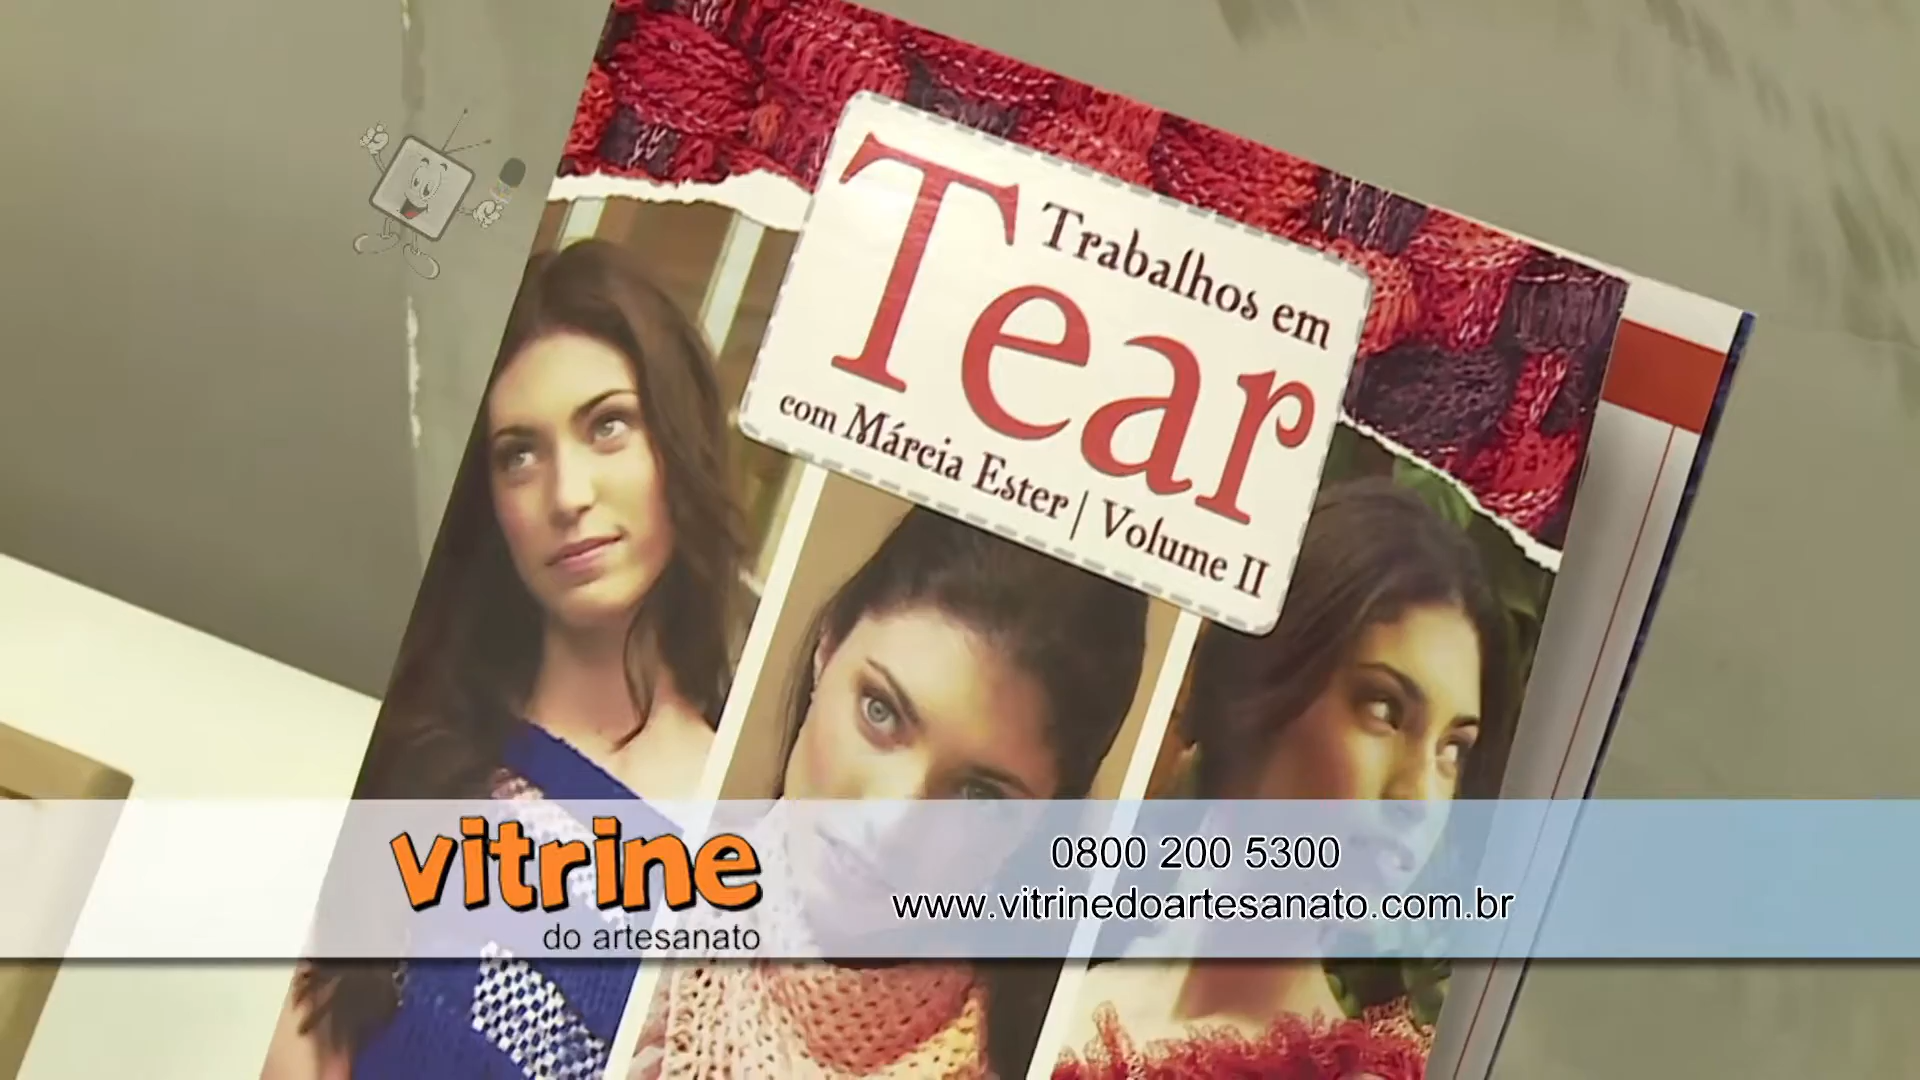 Trabalhos em
Tear
com Márcia Ester | Volume II
vitrine
do artesanato
0800 200 5300
www.vitrinedoartesanato.com.br